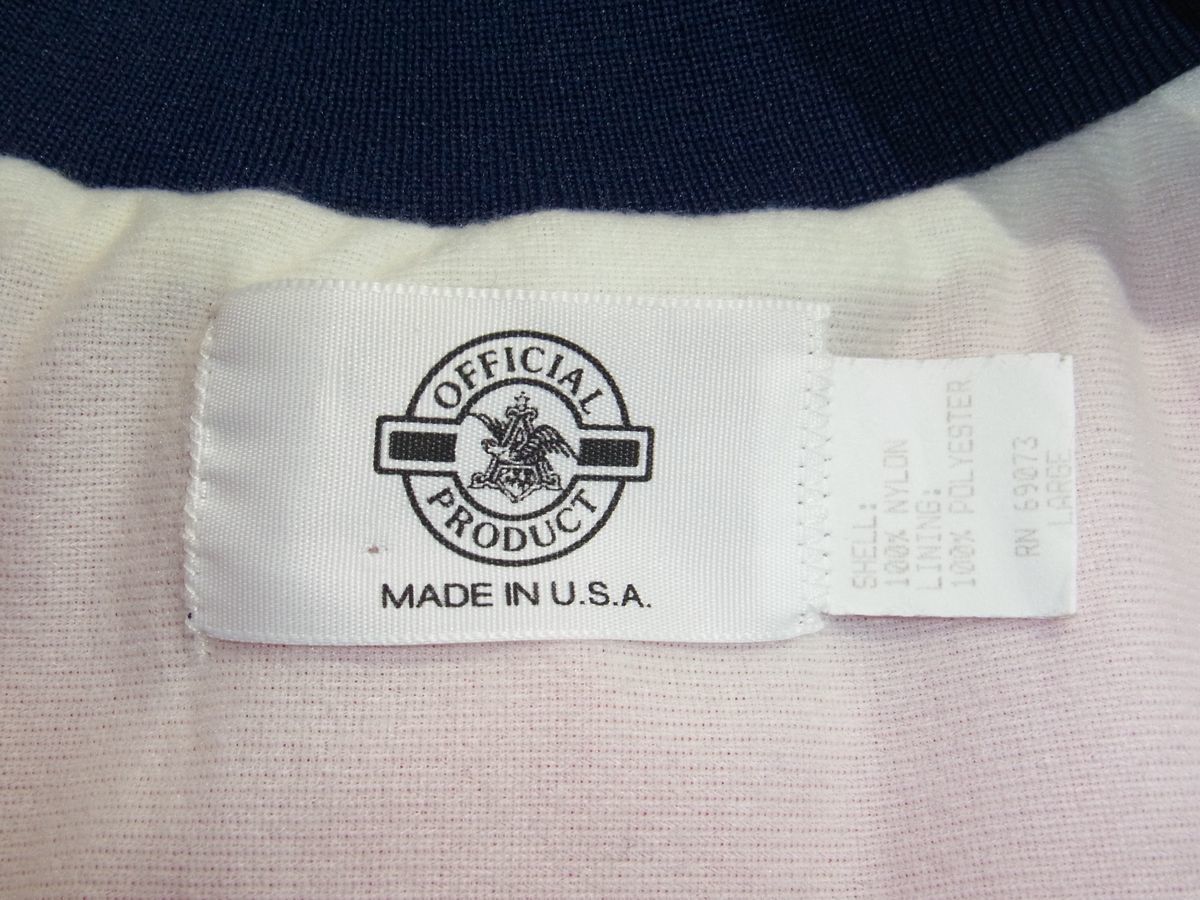 OFFICIAL
PRODUCT
MADE IN U.S.A.
SHELL:
100% NYLON
LINING:
100% POLYESTER
RN 69073
LARGE